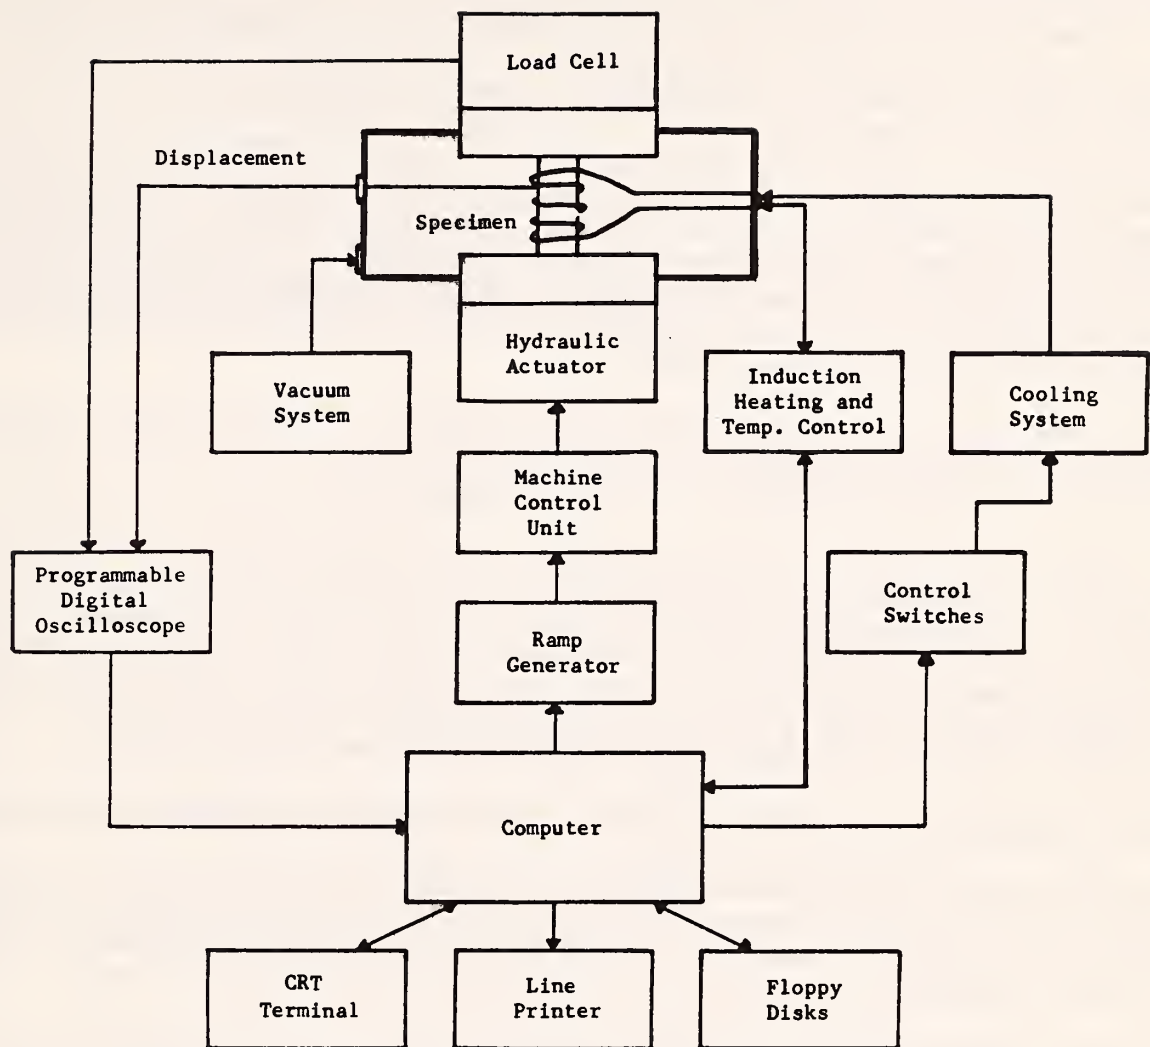 Load Cell
Displacement
Specimen
Hydraulic
Actuator
Vacuum
System
Induction
Heating and
Temp. Control
Cooling
System
Machine
Control
Unit
Programmable
Digital
Oscilloscope
Control
Switches
Ramp
Generator
Computer
CRT
Terminal
Line
Printer
Floppy
Disks